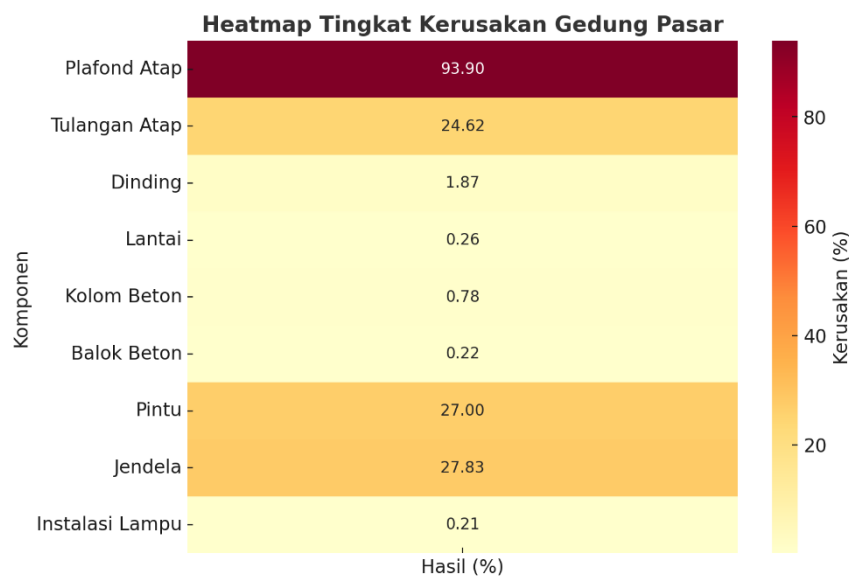 Heatmap Tingkat Kerusakan Gedung Pasar
Komponen
Plafond Atap 93.90
Tulangan Atap 24.62
Dinding 1.87
Lantai 0.26
Kolom Beton 0.78
Balok Beton 0.22
Pintu 27.00
Jendela 27.83
Instalasi Lampu 0.21
Hasil (%)
80
60
40
20
Kerusakan (%)